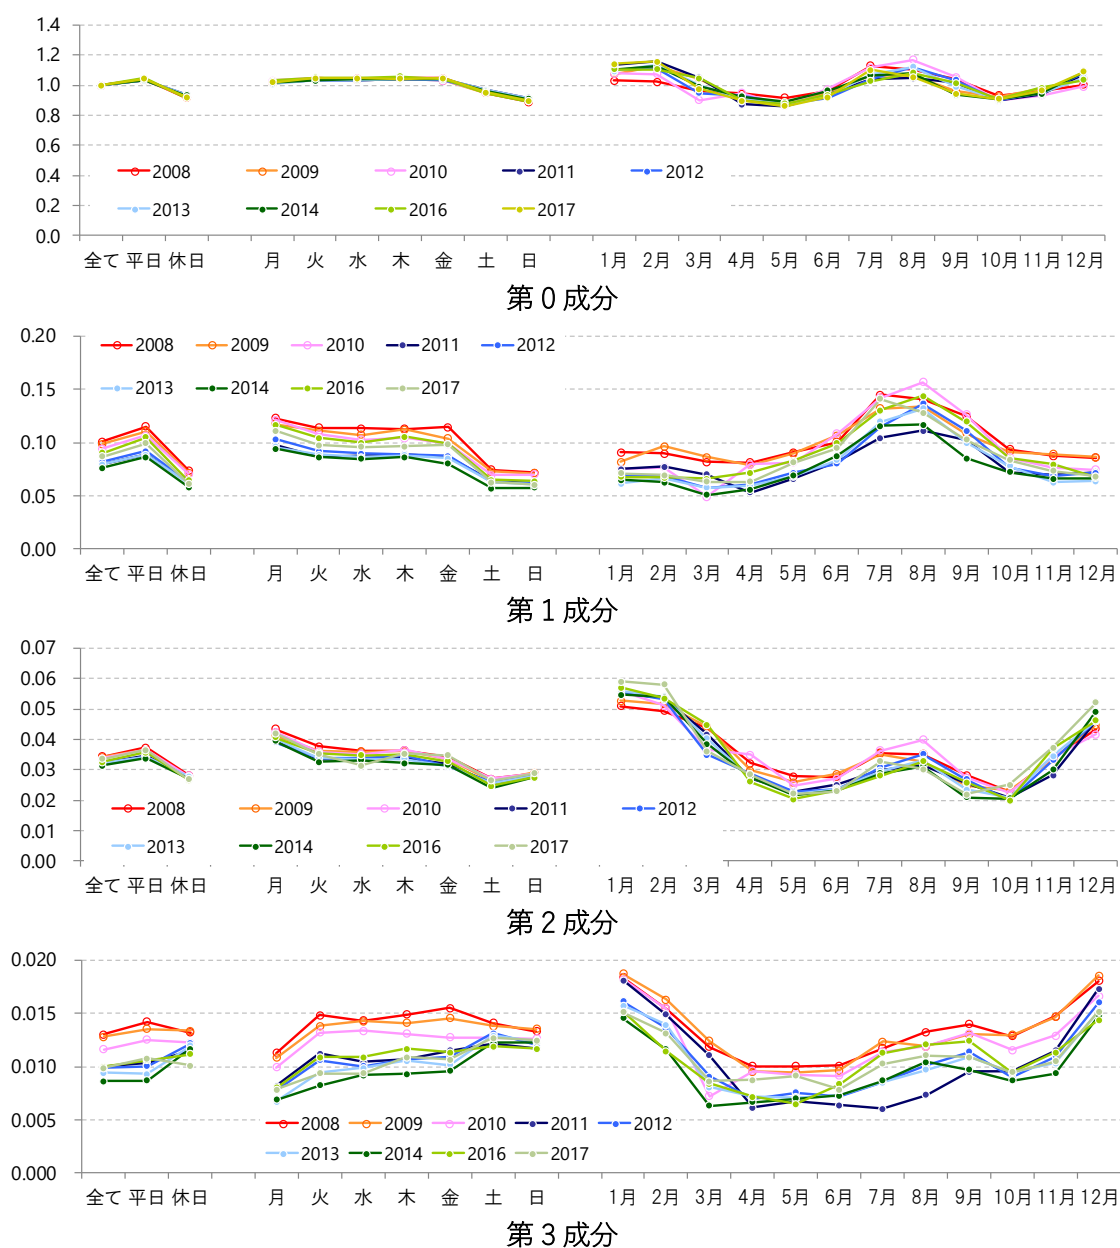 1.4
1.2
1.0
0.8
0.6
0.4
0.2
0.0
2008 2009 2010 2011 2012
2013 2014 2016 2017
全て 平日 休日 月 火 水 木 金 土 日 1月 2月 3月 4月 5月 6月 7月 8月 9月 10月 11月 12月
第0成分
0.20
0.15
0.10
0.05
0.00
2008 2009 2010 2011 2012
2013 2014 2016 2017
全て 平日 休日 月 火 水 木 金 土 日 1月 2月 3月 4月 5月 6月 7月 8月 9月 10月 11月 12月
第1成分
0.07
0.06
0.05
0.04
0.03
0.02
0.01
0.00
2008 2009 2010 2011 2012
2013 2014 2016 2017
全て 平日 休日 月 火 水 木 金 土 日 1月 2月 3月 4月 5月 6月 7月 8月 9月 10月 11月 12月
第2成分
0.020
0.015
0.010
0.005
0.000
2008 2009 2010 2011 2012
2013 2014 2016 2017
全て 平日 休日 月 火 水 木 金 土 日 1月 2月 3月 4月 5月 6月 7月 8月 9月 10月 11月 12月
第3成分